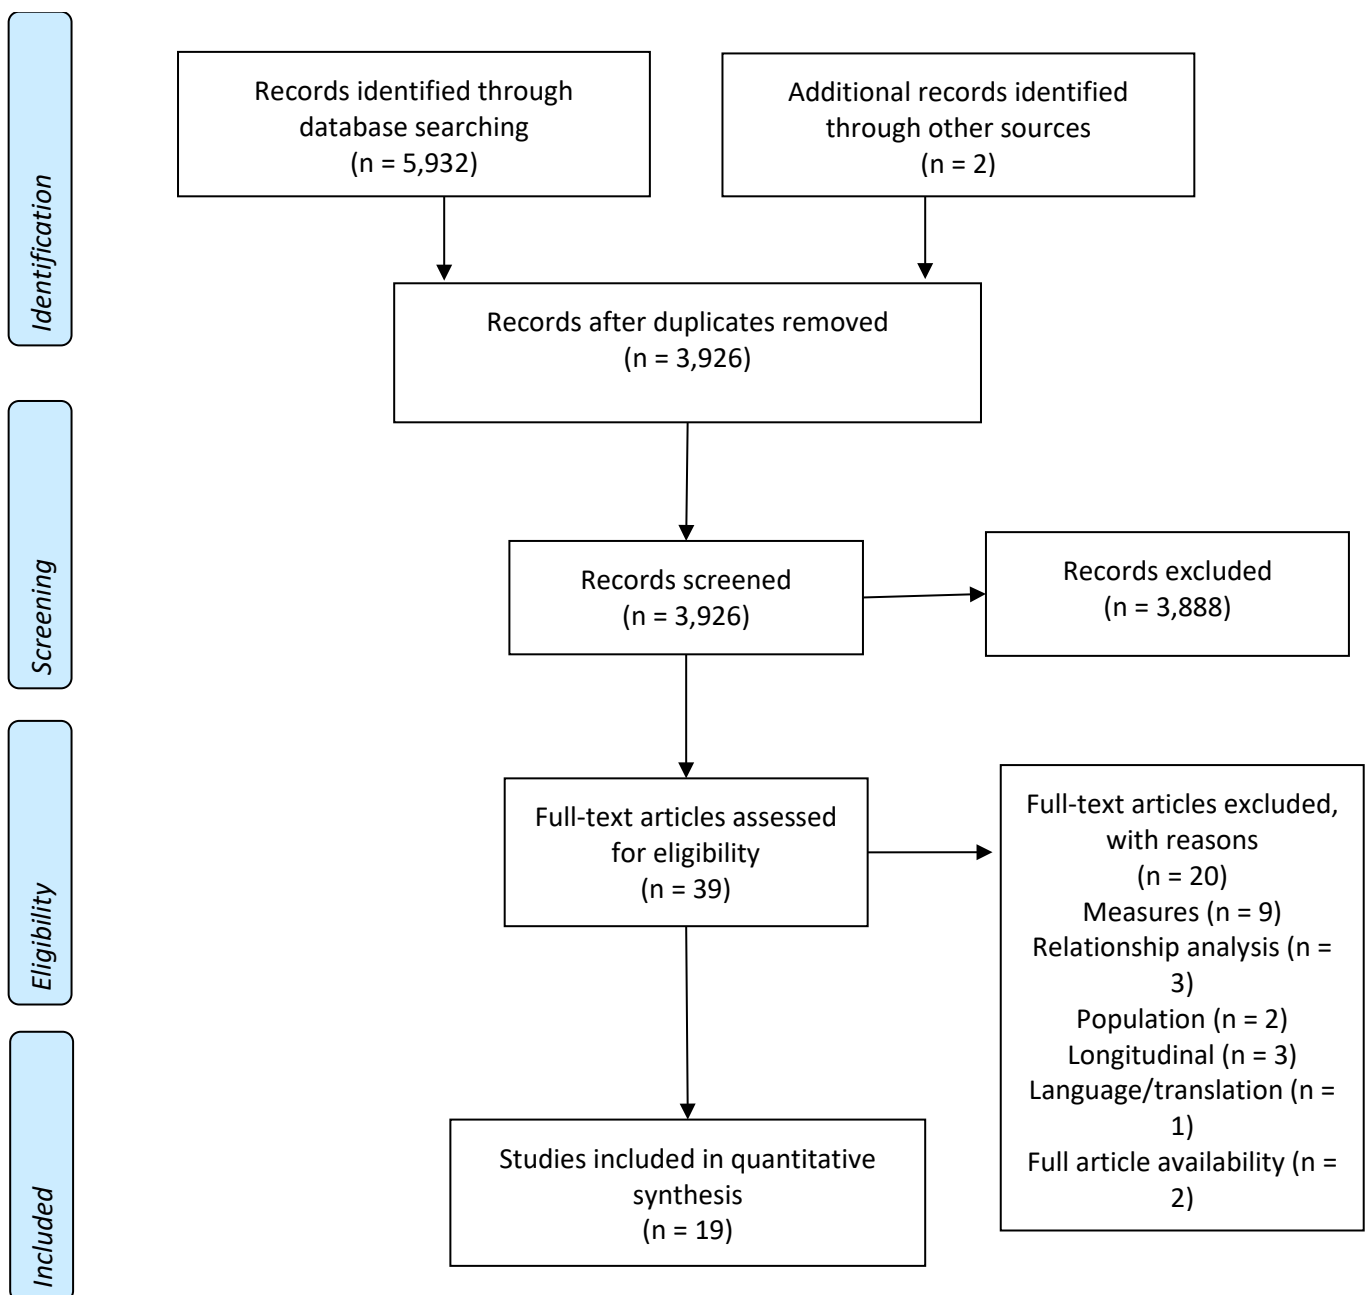 Identification
Records identified through
database searching
(n = 5,932)
Additional records identified
through other sources
(n = 2)
Records after duplicates removed
(n = 3,926)
Screening
Records screened
(n = 3,926)
Records excluded
(n = 3,888)
Eligibility
Full-text articles assessed
for eligibility
(n = 39)
Full-text articles excluded,
with reasons
(n = 20)
Measures (n = 9)
Relationship analysis (n =
3)
Population (n = 2)
Longitudinal (n = 3)
Language/translation (n =
1)
Full article availability (n =
2)
Included
Studies included in quantitative
synthesis
(n = 19)